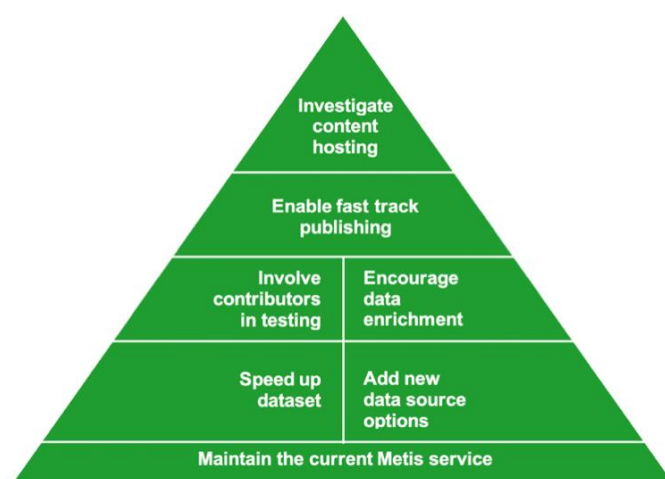 Investigate
content
hosting
Enable fast track
publishing
Involve
contributors
in testing
Encourage
data
enrichment
Speed up
dataset
Add new
data source
options
Maintain the current Metis service